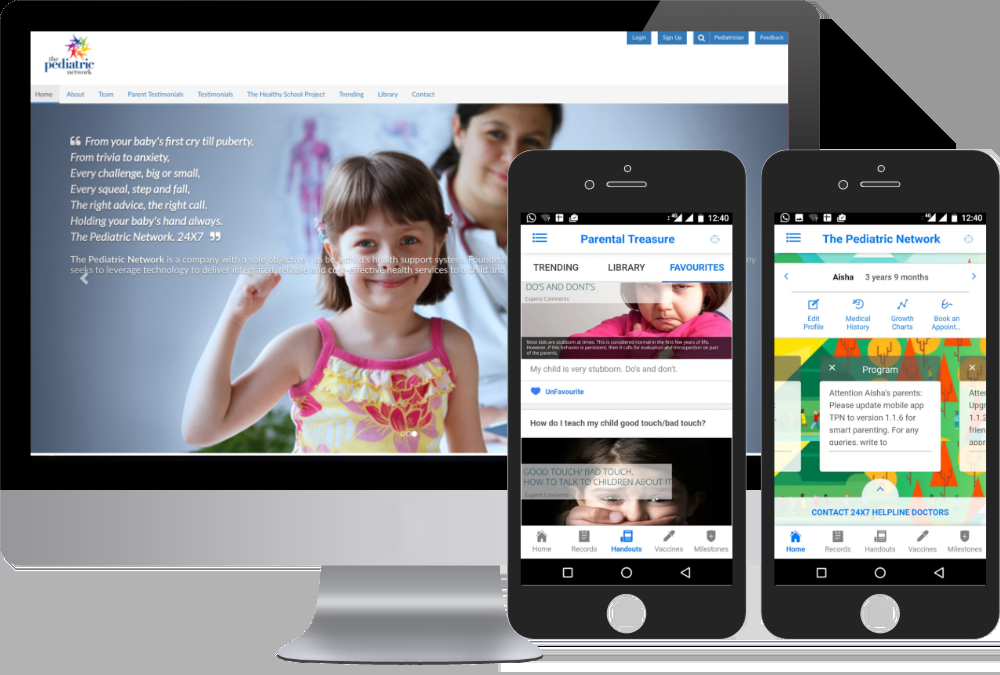 the
pediatric
network
Login
Sign Up
Pediatrician
Feedback
Home
About
Team
Parent Testimonials
Testimonials
The Healthy School Project
Trending
Library
Contact
❝ From your baby's first cry till puberty,
From trivia to anxiety,
Every challenge, big or small,
Every squeal, step and fall,
The right advice, the right call.
Holding your baby's hand always.
The Pediatric Network. 24X7 ❞
The Pediatric Network is a company with a sole objective - to be a child's health support system.
seeks to leverage technology to deliver integrated, reliable and cost-effective health services to a child and
my
12:40
Parental Treasure
TRENDING
LIBRARY
FAVOURITES
DO'S AND DONT'S
Experts Comments
Most kids are stubborn at times. This is considered normal in the first few years of life.
However, if this behavior is persistent, then it calls for evaluation and introspection on part
of the parents.
My child is very stubborn. Do's and don't.
UnFavourite
How do I teach my child good touch/bad touch?
GOOD TOUCH/ BAD TOUCH,
HOW TO TALK TO CHILDREN ABOUT IT
Experts Comments
Home
Records
Handouts
Vaccines
Milestones
12:40
The Pediatric Network
Aisha 3 years 9 months
Edit
Profile
Medical
History
Growth
Charts
Book an
Appoint...
Program
Attention Aisha's parents:
Please update mobile app
TPN to version 1.1.6 for
smart parenting. For any
queries, write to
Atter
Upgr
1.1.2
frien
appr
CONTACT 24X7 HELPLINE DOCTORS
Home
Records
Handouts
Vaccines
Milestones